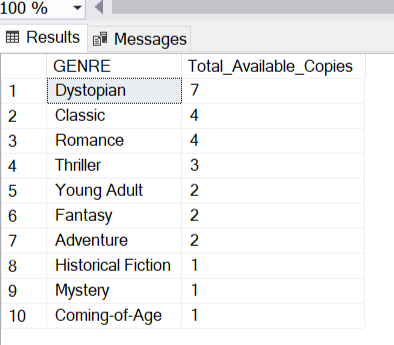 100 %
Results Messages
GENRE Total_Available_Copies
1 Dystopian 7
2 Classic 4
3 Romance 4
4 Thriller 3
5 Young Adult 2
6 Fantasy 2
7 Adventure 2
8 Historical Fiction 1
9 Mystery 1
10 Coming-of-Age 1